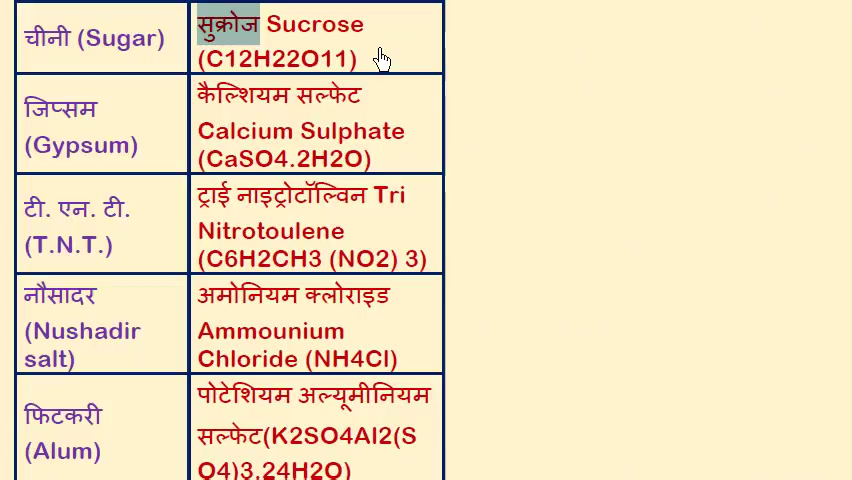 चीनी (Sugar)
सुक्रोज Sucrose
(C12H22O11)
जिप्सम
(Gypsum)
कैल्शियम सल्फेट
Calcium Sulphate
(CaSO4.2H2O)
टी. एन. टी.
(T.N.T.)
ट्राई नाइट्रोटॉल्विन Tri
Nitrotoulene
(C6H2CH3 (NO2) 3)
नौसादर
(Nushadir
salt)
अमोनियम क्लोराइड
Ammounium
Chloride (NH4Cl)
फिटकरी
(Alum)
पोटेशियम अल्यूमीनियम
सल्फेट(K2SO4Al2(S
O4)3.24H2O)